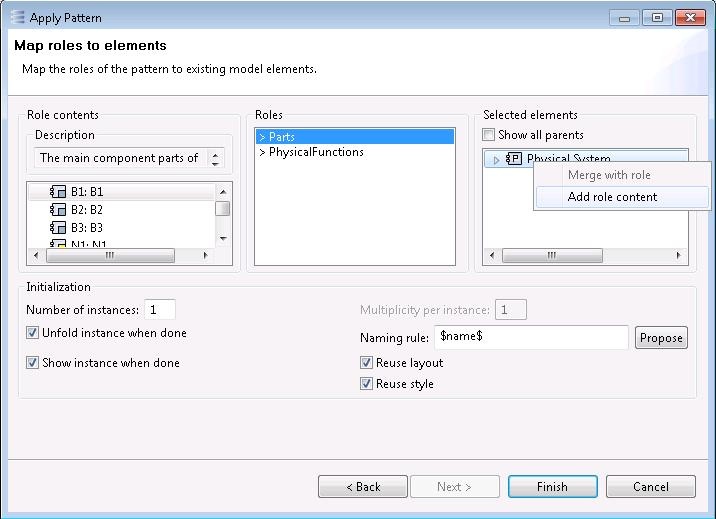 Apply Pattern
Map roles to elements
Map the roles of the pattern to existing model elements.
Role contents
Description
The main component parts of
B1: B1
B2: B2
B3: B3
N1: N1
Roles
> Parts
> PhysicalFunctions
Selected elements
Show all parents
Physical System
Merge with role
Add role content
Initialization
Number of instances: 1
Multiplicity per instance: 1
Unfold instance when done
Naming rule: $name$ Propose
Show instance when done
Reuse layout
Reuse style
< Back Next > Finish Cancel